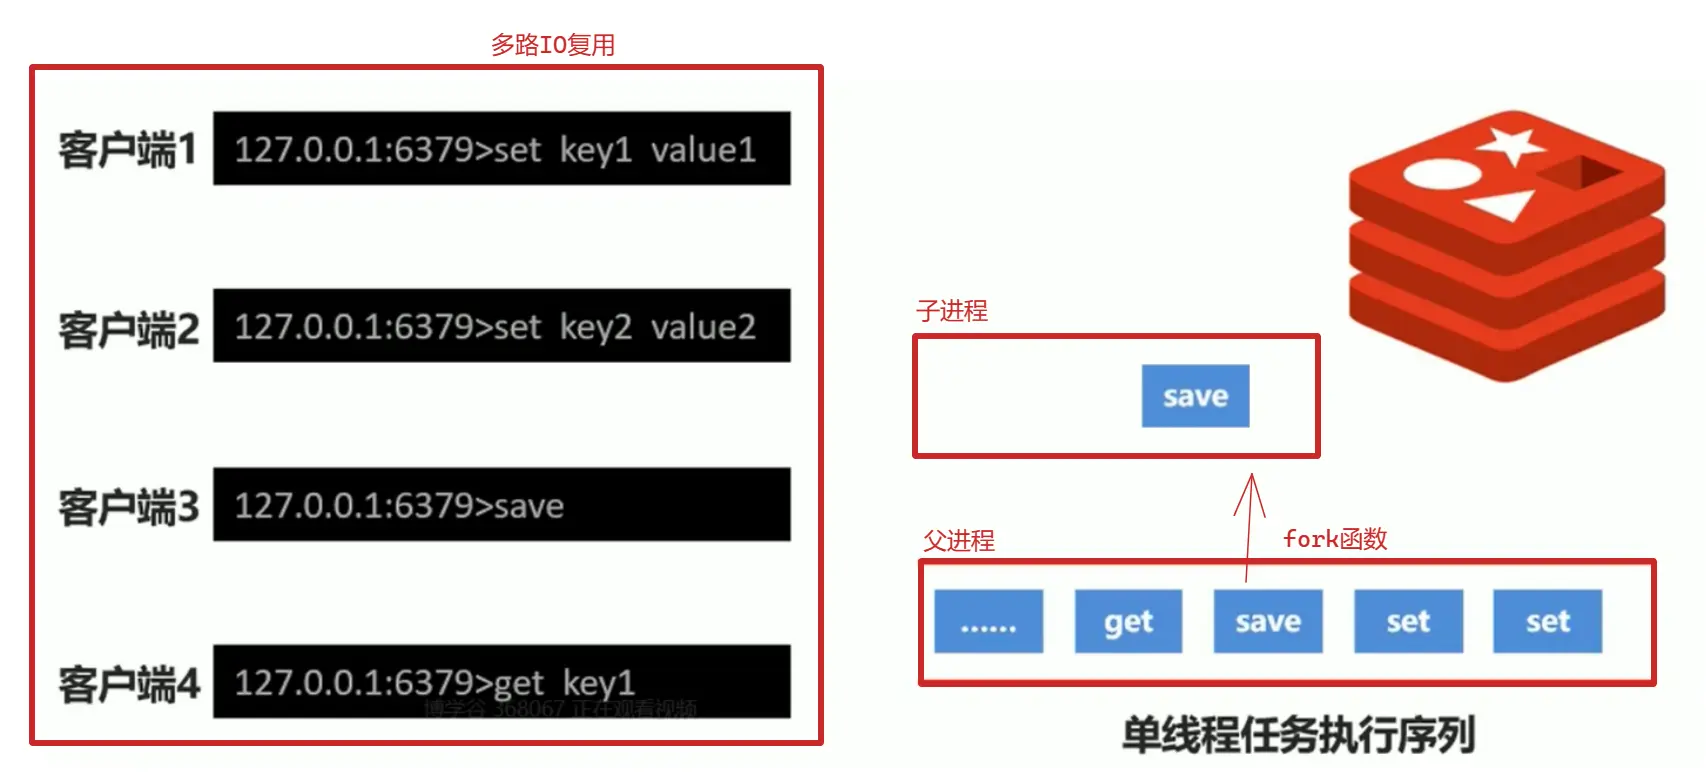 多路IO复用
客户端1
127.0.0.1:6379>set key1 value1
客户端2
127.0.0.1:6379>set key2 value2
客户端3
127.0.0.1:6379>save
客户端4
127.0.0.1:6379>get key1
博学谷 368067 正在观看视频
子进程
save
父进程
fork函数
......
get
save
set
set
单线程任务执行序列